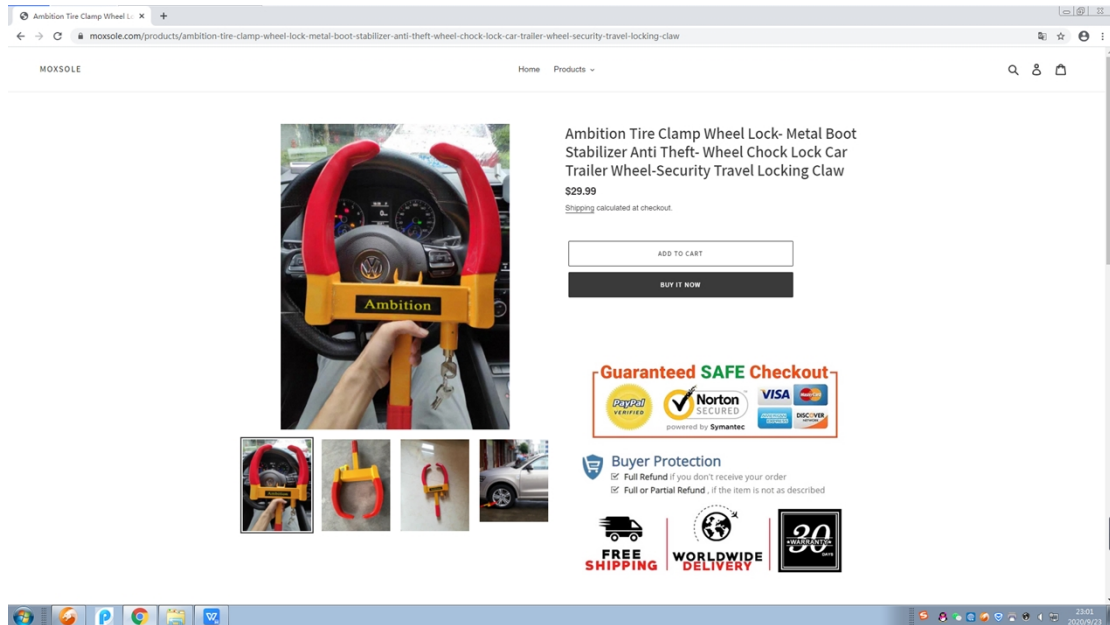 Ambition Tire Clamp Wheel Lo
moxsole.com/products/ambition-tire-clamp-wheel-lock-metal-boot-stabilizer-anti-theft-wheel-chock-lock-car-trailer-wheel-security-travel-locking-claw
MOXSOLE
Home Products
Ambition Tire Clamp Wheel Lock- Metal Boot
Stabilizer Anti Theft- Wheel Chock Lock Car
Trailer Wheel-Security Travel Locking Claw
$29.99
Shipping calculated at checkout.
ADD TO CART
BUY IT NOW
Ambition
Guaranteed SAFE Checkout
PayPal
VERIFIED
Norton
SECURED
powered by Symantec
VISA
MasterCard
DISCOVER
Buyer Protection
Full Refund if you don't receive your order
Full or Partial Refund , if the item is not as described
FREE
SHIPPING
WORLDWIDE
DELIVERY
30
WARRANTY
DAYS
23:01
2020/9/23